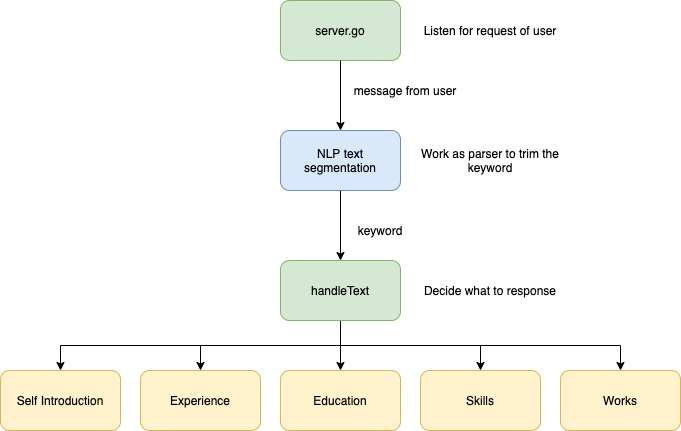 server.go
Listen for request of user
message from user
NLP text
segmentation
Work as parser to trim the
keyword
keyword
handleText
Decide what to response
Self Introduction
Experience
Education
Skills
Works